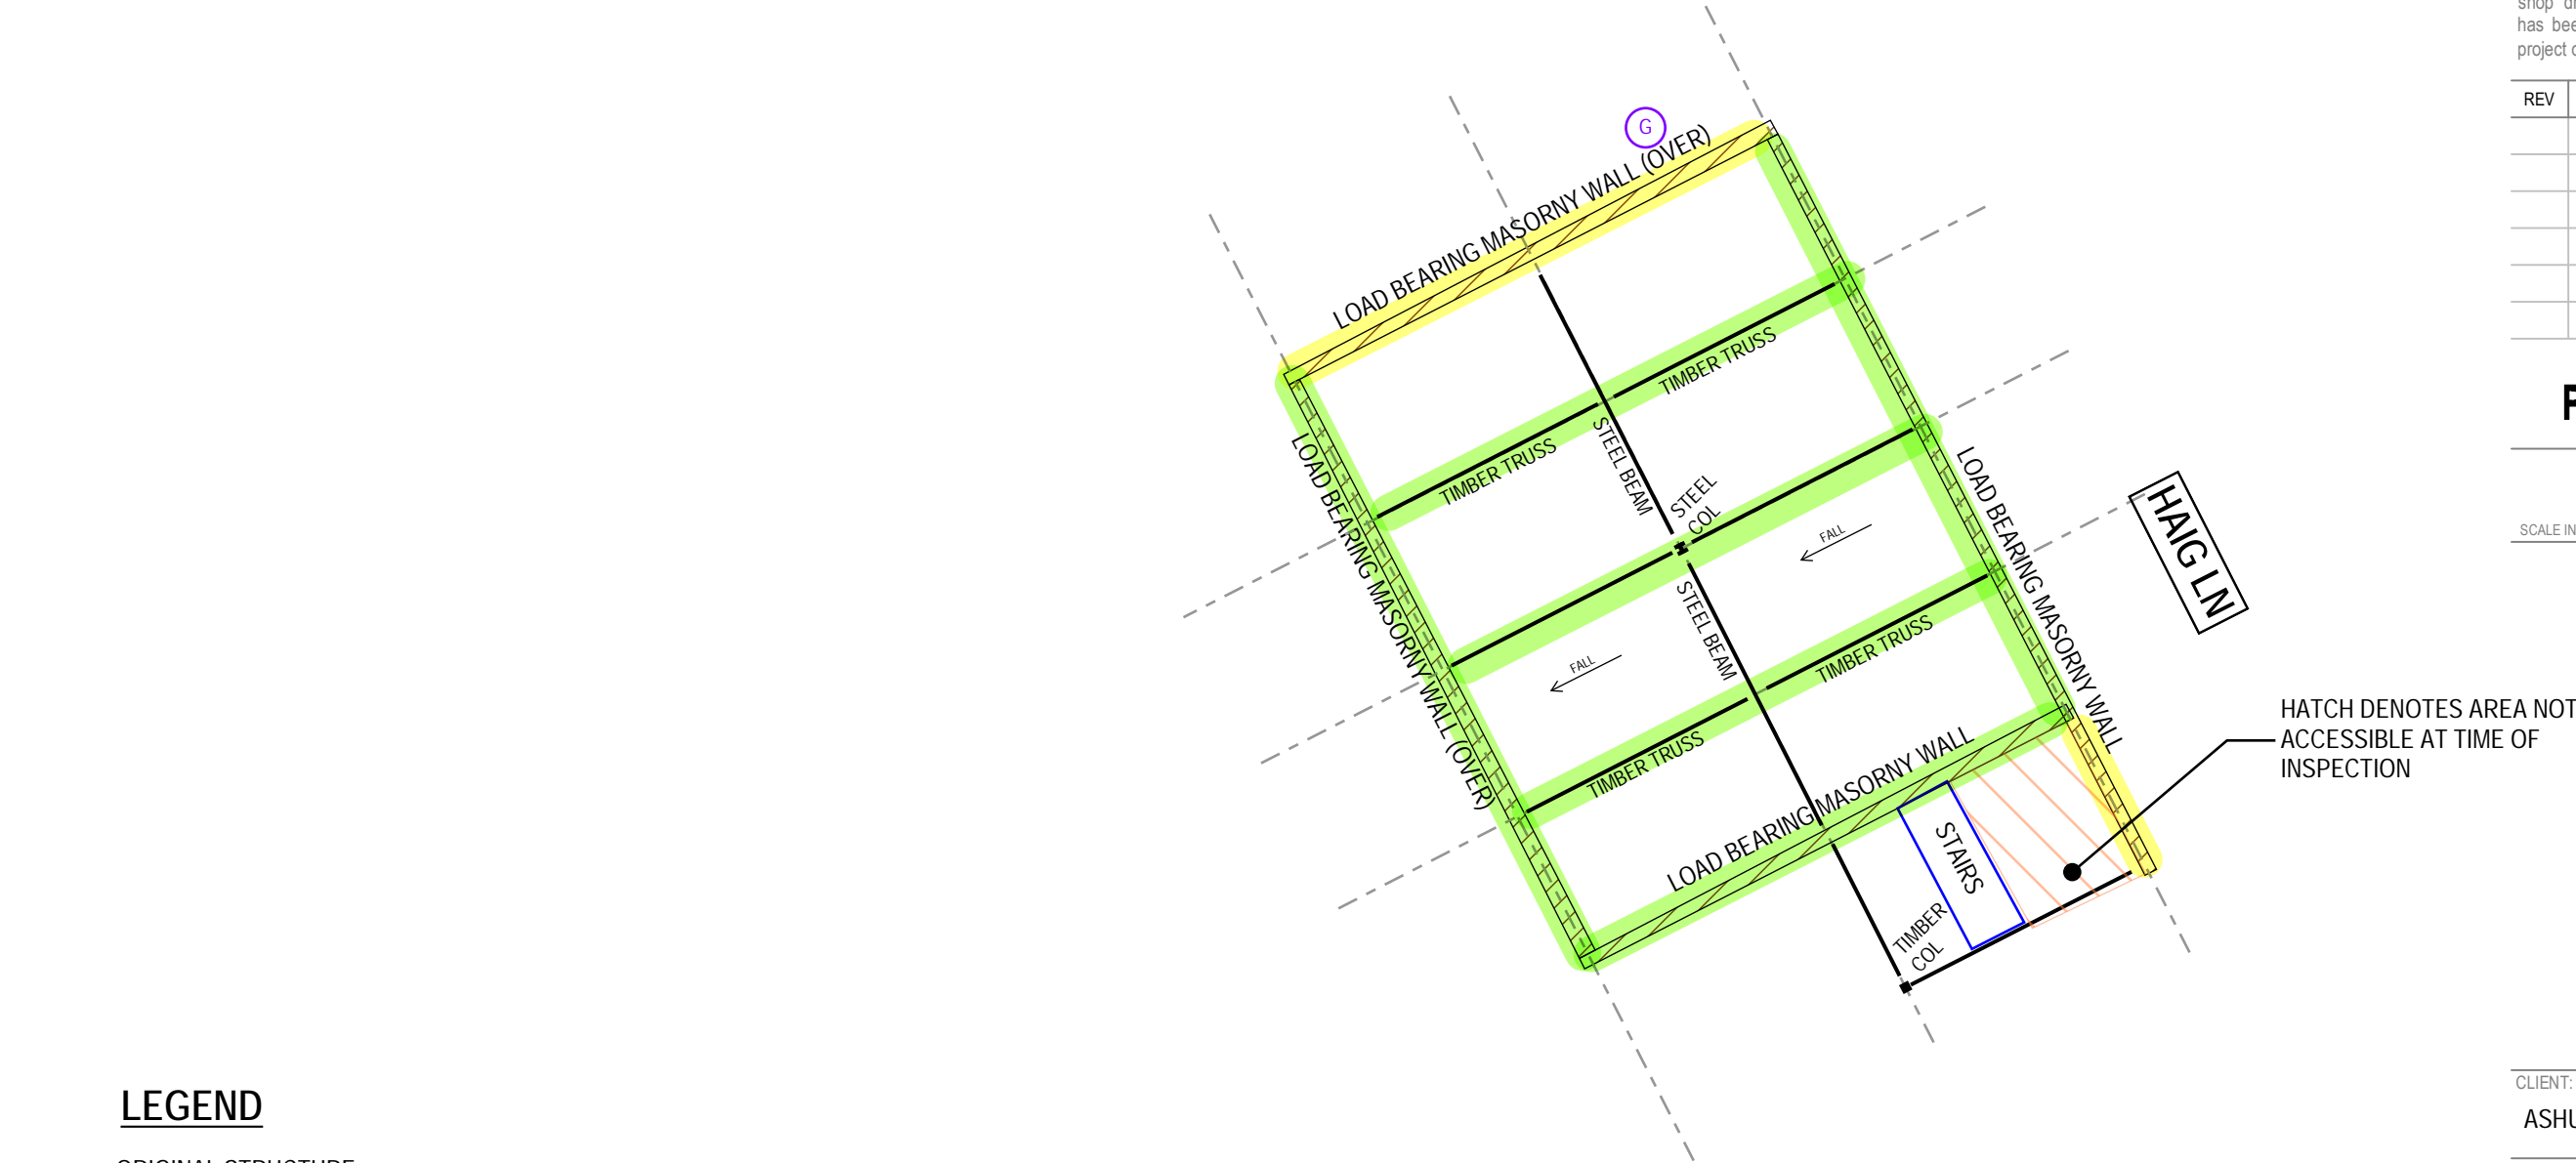 has
project
REV
G
LOAD BEARING MASORNY WALL (OVER)
TIMBER TRUSS
TIMBER TRUSS
STEEL BEAM
STEEL
COL
FALL
LOAD BEARING MASORNY WALL (OVER)
LOAD BEARING MASORNY WALL
HAIG LN
SCALE IN
STEEL BEAM
FALL
TIMBER TRUSS
TIMBER TRUSS
LOAD BEARING MASORNY WALL
STAIRS
TIMBER
COL
HATCH DENOTES AREA NOT
ACCESSIBLE AT TIME OF
INSPECTION
LEGEND
CLIENT:
ASHU